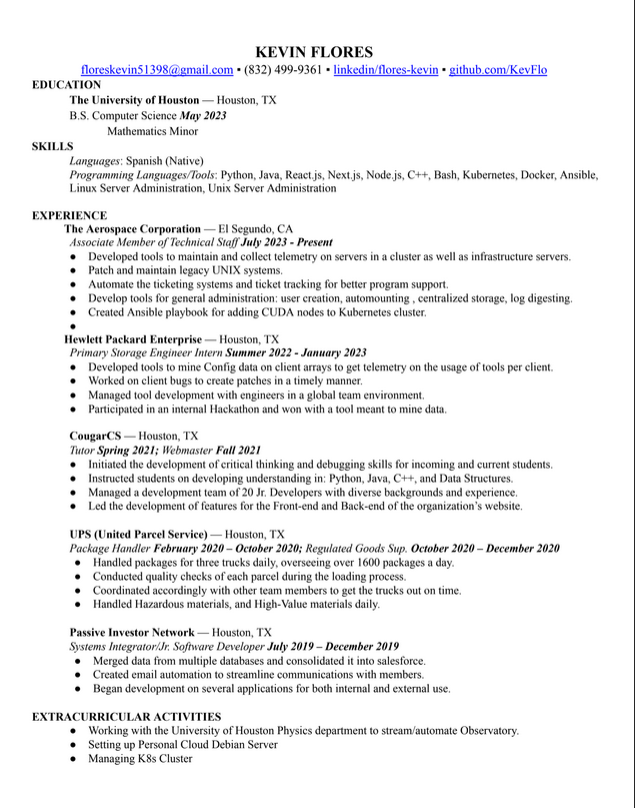 KEVIN FLORES
floreskevin51398@gmail.com ▪ (832) 499-9361 ▪ linkedin/flores-kevin ▪ github.com/KevFlo
EDUCATION
The University of Houston — Houston, TX
B.S. Computer Science May 2023
Mathematics Minor
SKILLS
Languages: Spanish (Native)
Programming Languages/Tools: Python, Java, React.js, Next.js, Node.js, C++, Bash, Kubernetes, Docker, Ansible,
Linux Server Administration, Unix Server Administration
EXPERIENCE
The Aerospace Corporation — El Segundo, CA
Associate Member of Technical Staff July 2023 - Present
● Developed tools to maintain and collect telemetry on servers in a cluster as well as infrastructure servers.
● Patch and maintain legacy UNIX systems.
● Automate the ticketing systems and ticket tracking for better program support.
● Develop tools for general administration: user creation, automounting , centralized storage, log digesting.
● Created Ansible playbook for adding CUDA nodes to Kubernetes cluster.
●
Hewlett Packard Enterprise — Houston, TX
Primary Storage Engineer Intern Summer 2022 - January 2023
● Developed tools to mine Config data on client arrays to get telemetry on the usage of tools per client.
● Worked on client bugs to create patches in a timely manner.
● Managed tool development with engineers in a global team environment.
● Participated in an internal Hackathon and won with a tool meant to mine data.
CougarCS — Houston, TX
Tutor Spring 2021; Webmaster Fall 2021
● Initiated the development of critical thinking and debugging skills for incoming and current students.
● Instructed students on developing understanding in: Python, Java, C++, and Data Structures.
● Managed a development team of 20 Jr. Developers with diverse backgrounds and experience.
● Led the development of features for the Front-end and Back-end of the organization’s website.
UPS (United Parcel Service) — Houston, TX
Package Handler February 2020 – October 2020; Regulated Goods Sup. October 2020 – December 2020
● Handled packages for three trucks daily, overseeing over 1600 packages a day.
● Conducted quality checks of each parcel during the loading process.
● Coordinated accordingly with other team members to get the trucks out on time.
● Handled Hazardous materials, and High-Value materials daily.
Passive Investor Network — Houston, TX
Systems Integrator/Jr. Software Developer July 2019 – December 2019
● Merged data from multiple databases and consolidated it into salesforce.
● Created email automation to streamline communications with members.
● Began development on several applications for both internal and external use.
EXTRACURRICULAR ACTIVITIES
● Working with the University of Houston Physics department to stream/automate Observatory.
● Setting up Personal Cloud Debian Server
● Managing K8s Cluster